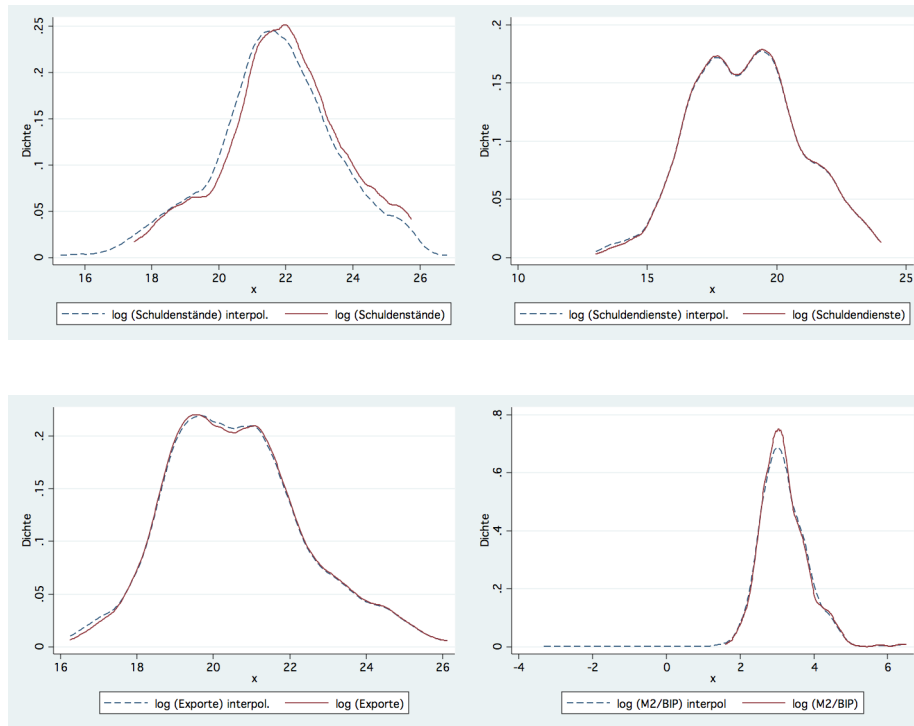 .25
.2
.15
.1
.05
0
Dichte
16 18 20 22 24 26
x
log (Schuldenstände) interpol. log (Schuldenstände)
.2
.15
.1
.05
0
Dichte
10 15 20 25
x
log (Schuldendienste) interpol. log (Schuldendienste)
.2
.15
.1
.05
0
Dichte
16 18 20 22 24 26
x
log (Exporte) interpol. log (Exporte)
.8
.6
.4
.2
0
Dichte
-4 -2 0 2 4 6
x
log (M2/BIP) interpol log (M2/BIP)